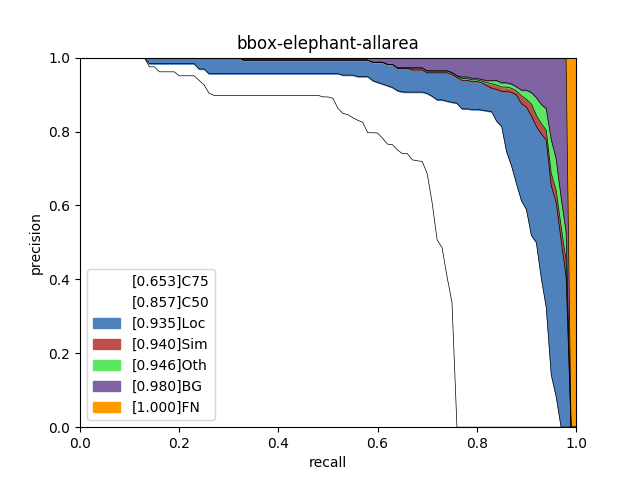 bbox-elephant-allarea
1.0
0.8
0.6
0.4
0.2
0.0
precision
[0.653]C75
[0.857]C50
[0.935]Loc
[0.940]Sim
[0.946]Oth
[0.980]BG
[1.000]FN
0.0 0.2 0.4 0.6 0.8 1.0
recall